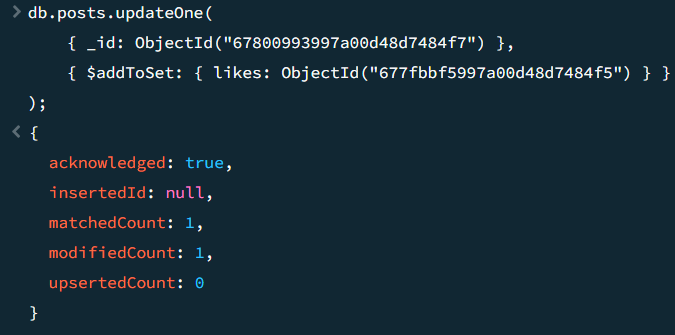 > db.posts.updateOne(
{ _id: ObjectId("67800993997a00d48d7484f7") },
{ $addToSet: { likes: ObjectId("677fbbf5997a00d48d7484f5") } }
);
< {
acknowledged: true,
insertedId: null,
matchedCount: 1,
modifiedCount: 1,
upsertedCount: 0
}